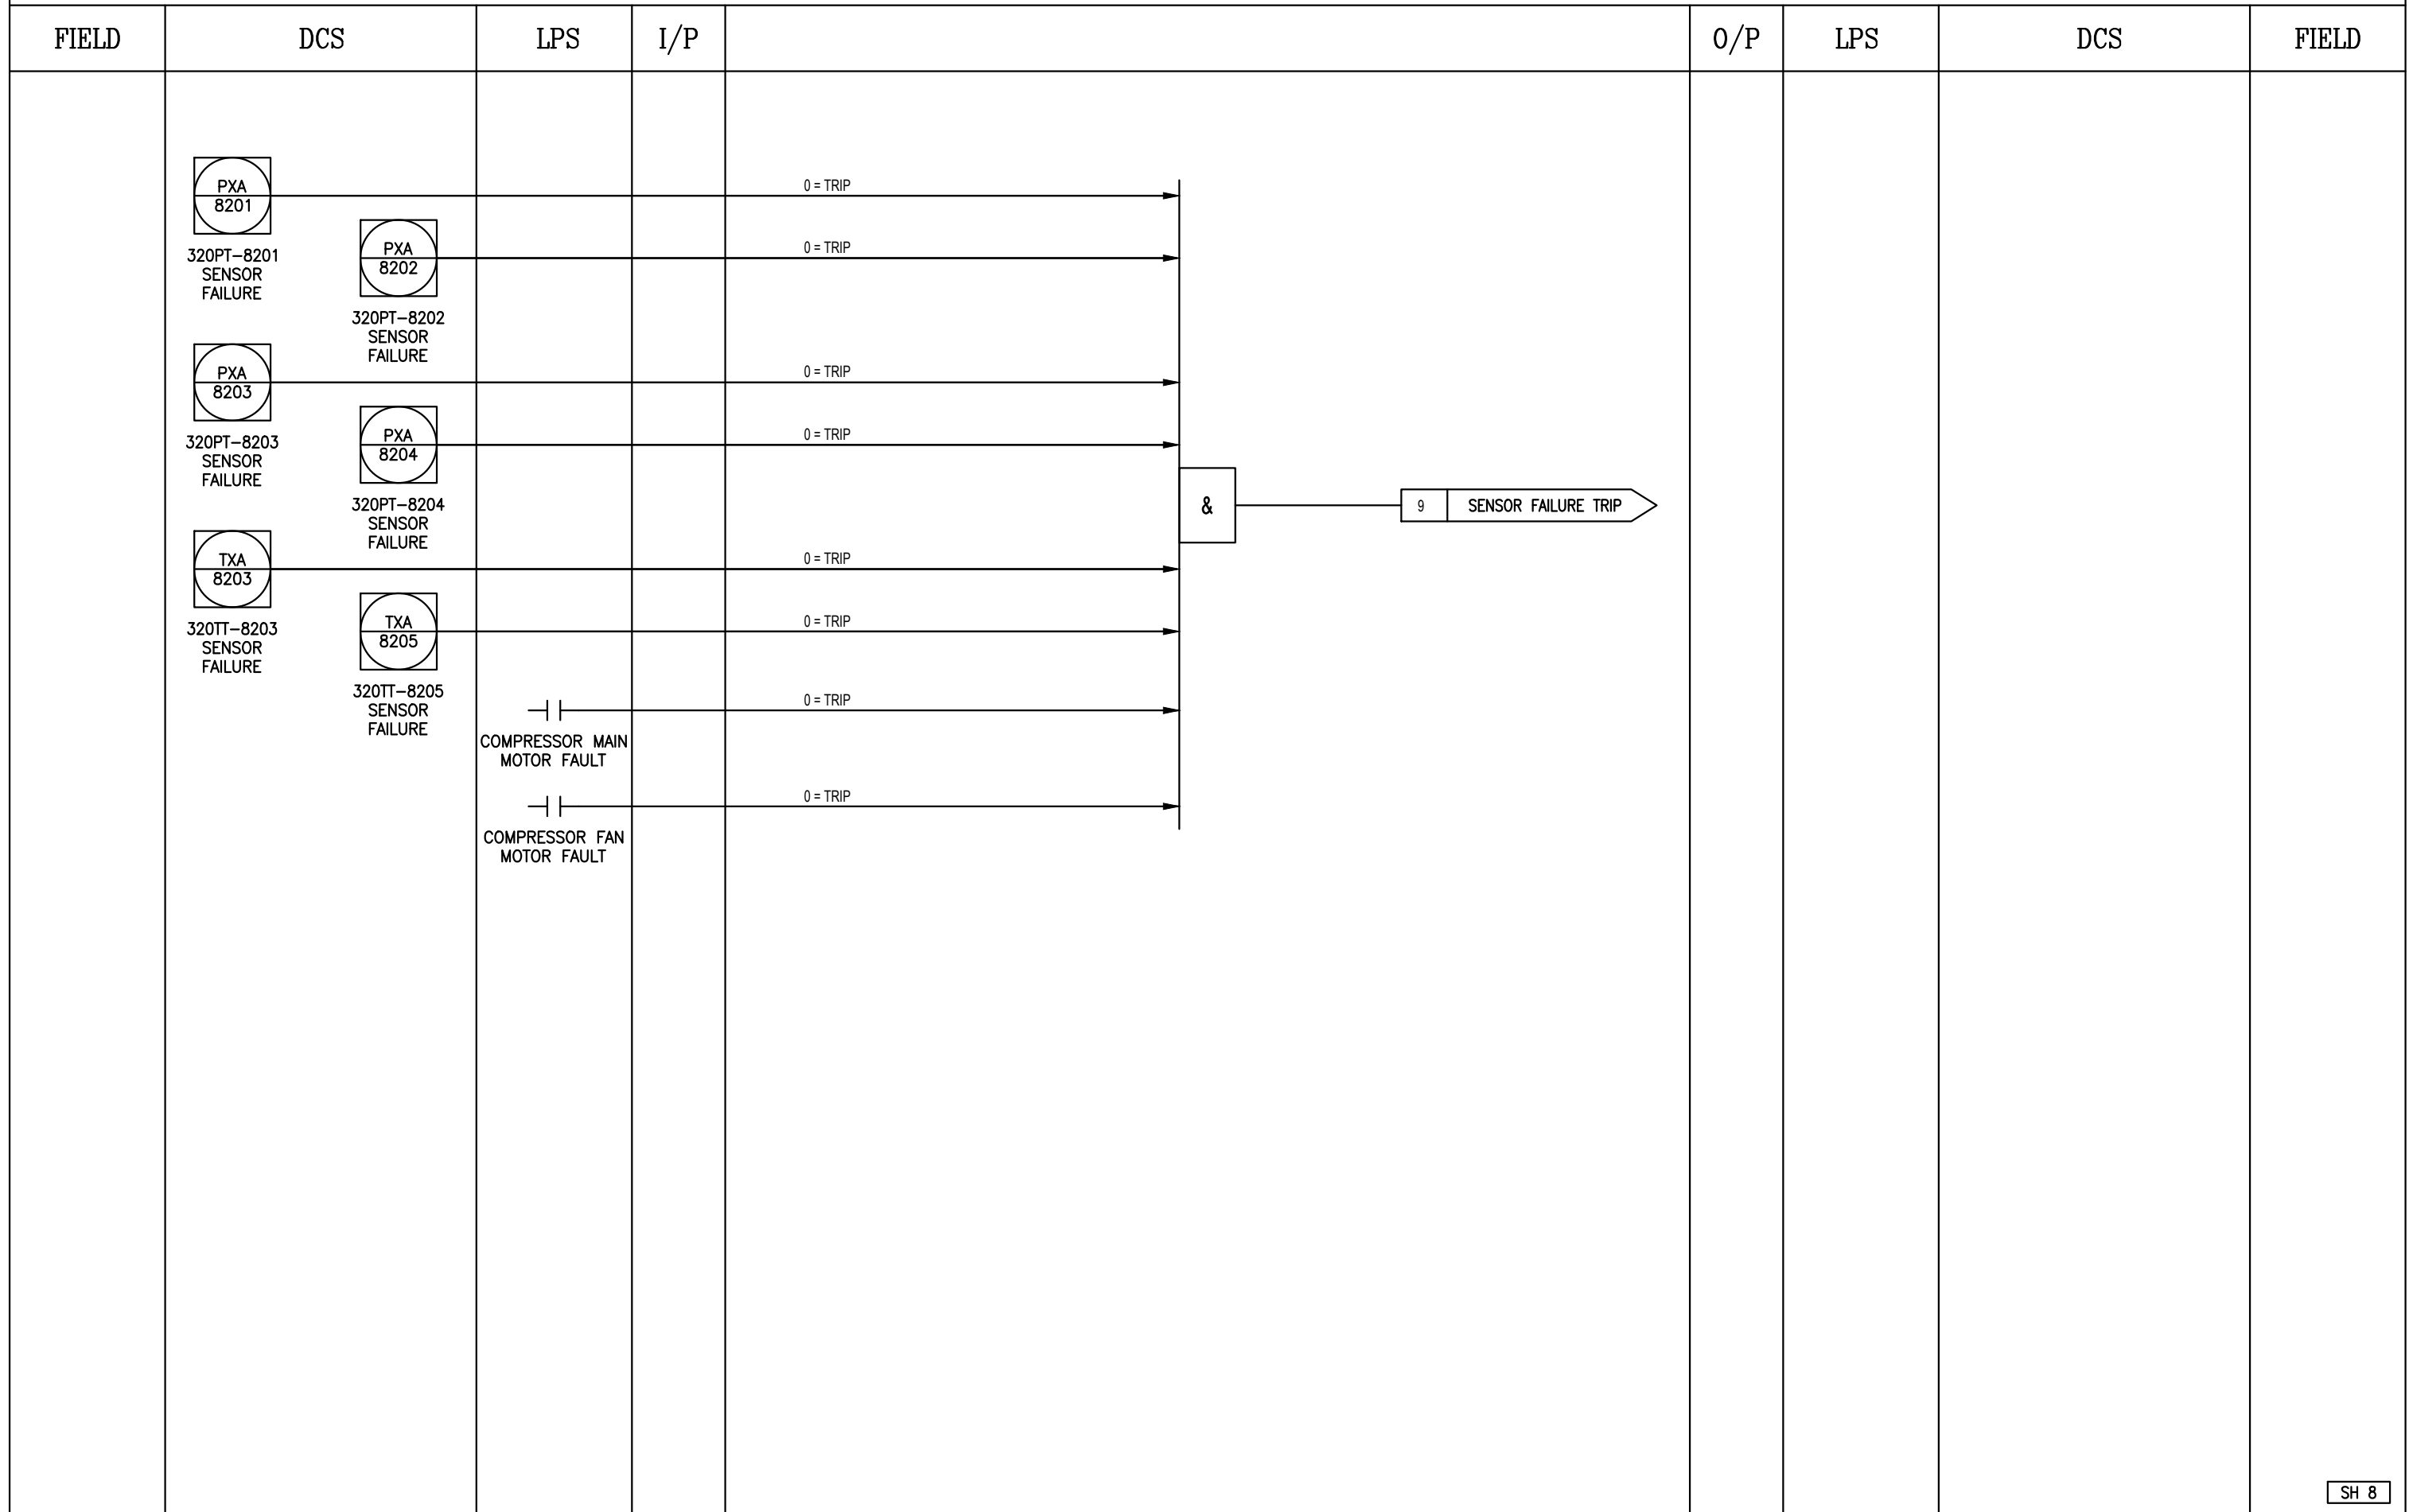 FIELD DCS LPS I/P O/P LPS DCS FIELD
PXA
8201
0 = TRIP
320PT-8201
SENSOR
FAILURE
PXA
8202
0 = TRIP
320PT-8202
SENSOR
FAILURE
PXA
8203
0 = TRIP
320PT-8203
SENSOR
FAILURE
PXA
8204
0 = TRIP
320PT-8204
SENSOR
FAILURE
&
9 SENSOR FAILURE TRIP
TXA
8203
0 = TRIP
320TT-8203
SENSOR
FAILURE
TXA
8205
0 = TRIP
320TT-8205
SENSOR
FAILURE
0 = TRIP
COMPRESSOR MAIN
MOTOR FAULT
0 = TRIP
COMPRESSOR FAN
MOTOR FAULT
SH 8